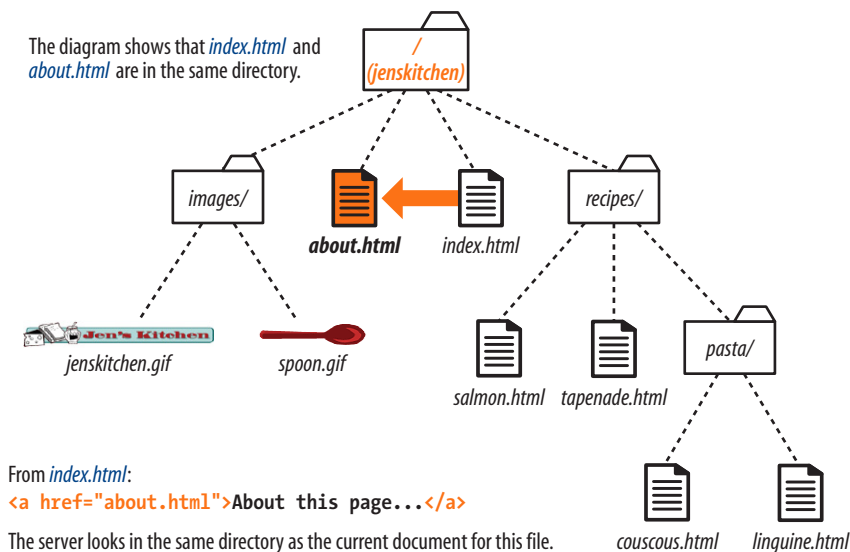 The diagram shows that index.html and
about.html are in the same directory.
/
(jenskitchen)
images/
recipes/
about.html
index.html
Jen's Kitchen
jenskitchen.gif
spoon.gif
pasta/
salmon.html
tapenade.html
From index.html:
<a href="about.html">About this page...</a>
The server looks in the same directory as the current document for this file.
couscous.html
linguine.html